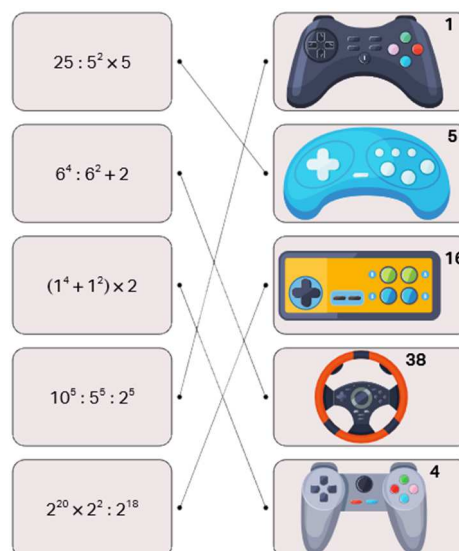 25 : 5² × 5
1
5
6⁴ : 6² + 2
(1⁴ + 1²) × 2
16
10⁵ : 5⁵ : 2⁵
38
2²⁰ × 2² : 2¹⁸
4